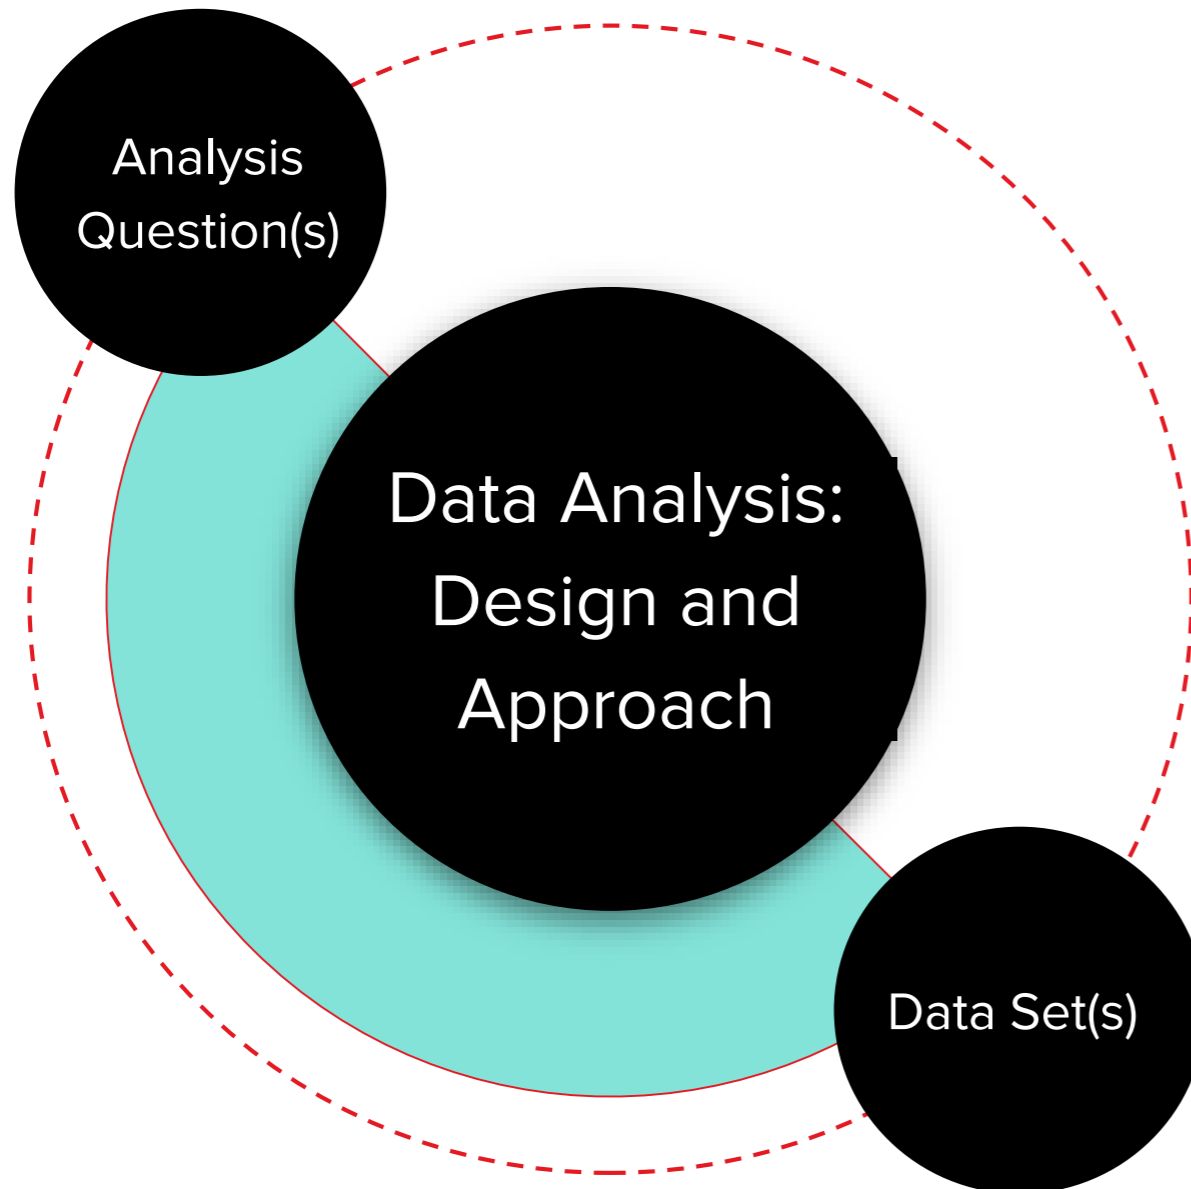 Analysis
Question(s)
Data Analysis:
Design and
Approach
Data Set(s)